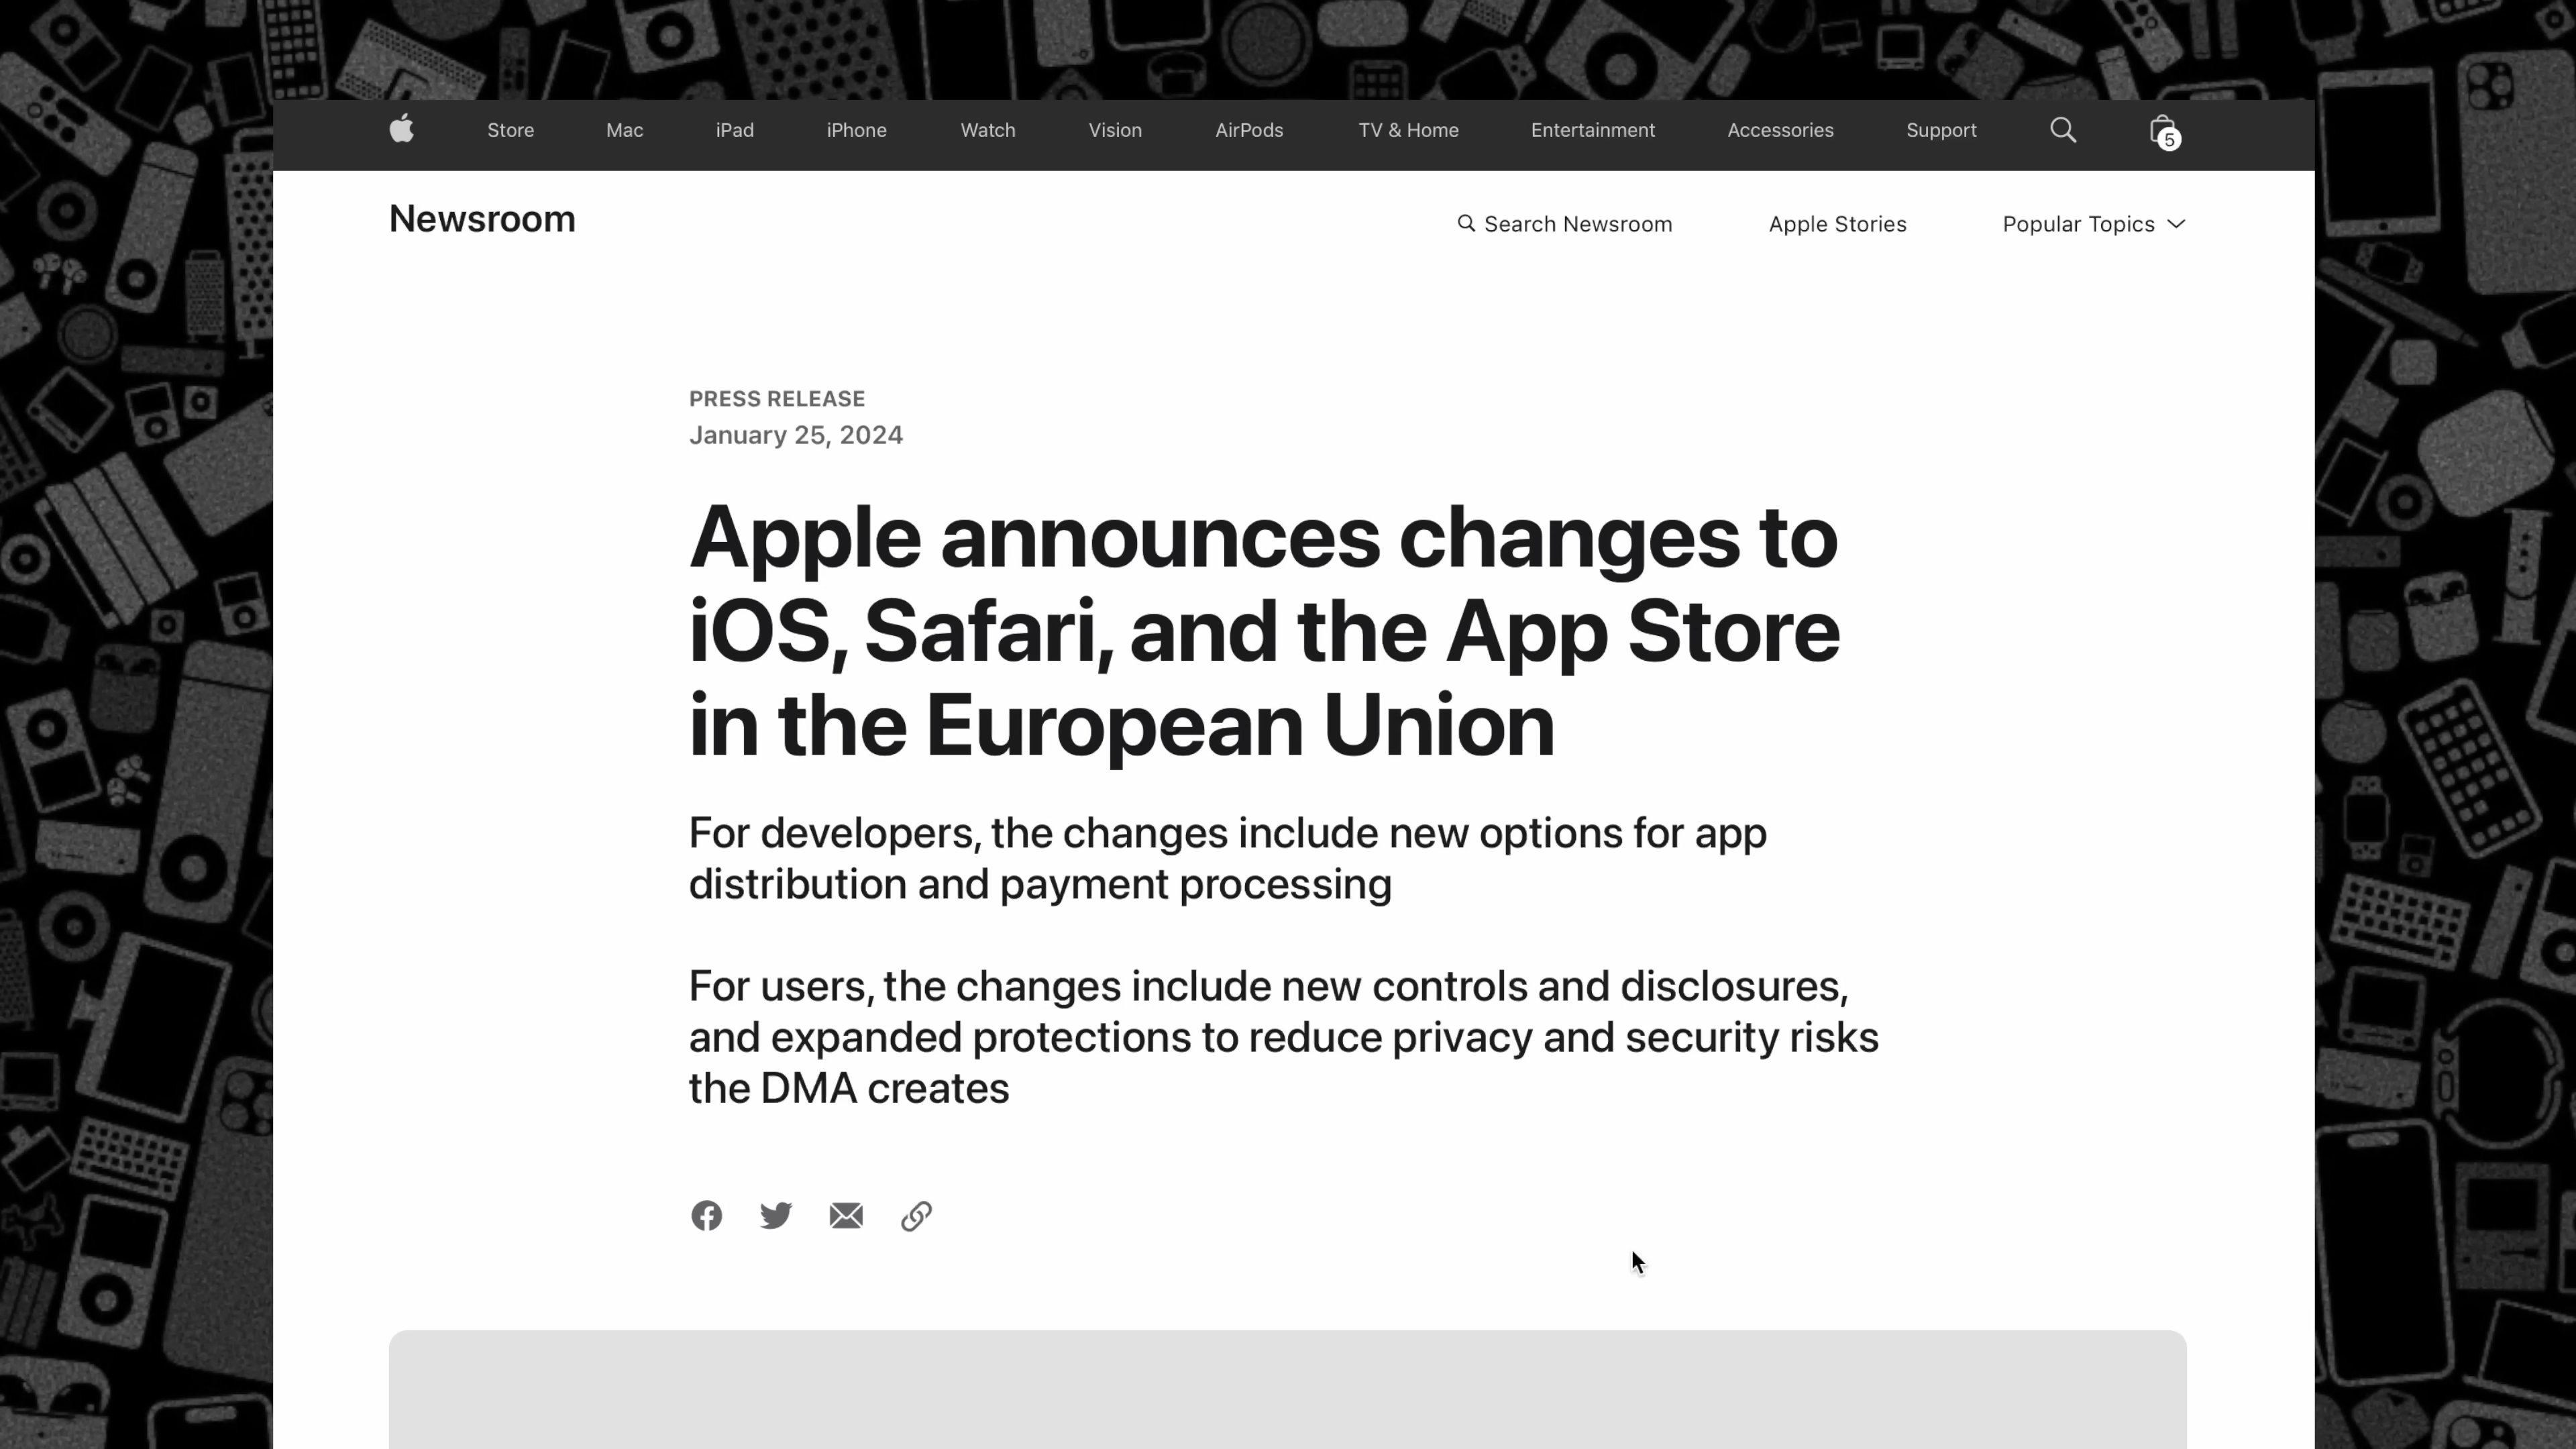 Store Mac iPad iPhone Watch Vision AirPods TV & Home Entertainment Accessories Support 5
Newsroom Search Newsroom Apple Stories Popular Topics
PRESS RELEASE
January 25, 2024
Apple announces changes to
iOS, Safari, and the App Store
in the European Union
For developers, the changes include new options for app
distribution and payment processing
For users, the changes include new controls and disclosures,
and expanded protections to reduce privacy and security risks
the DMA creates